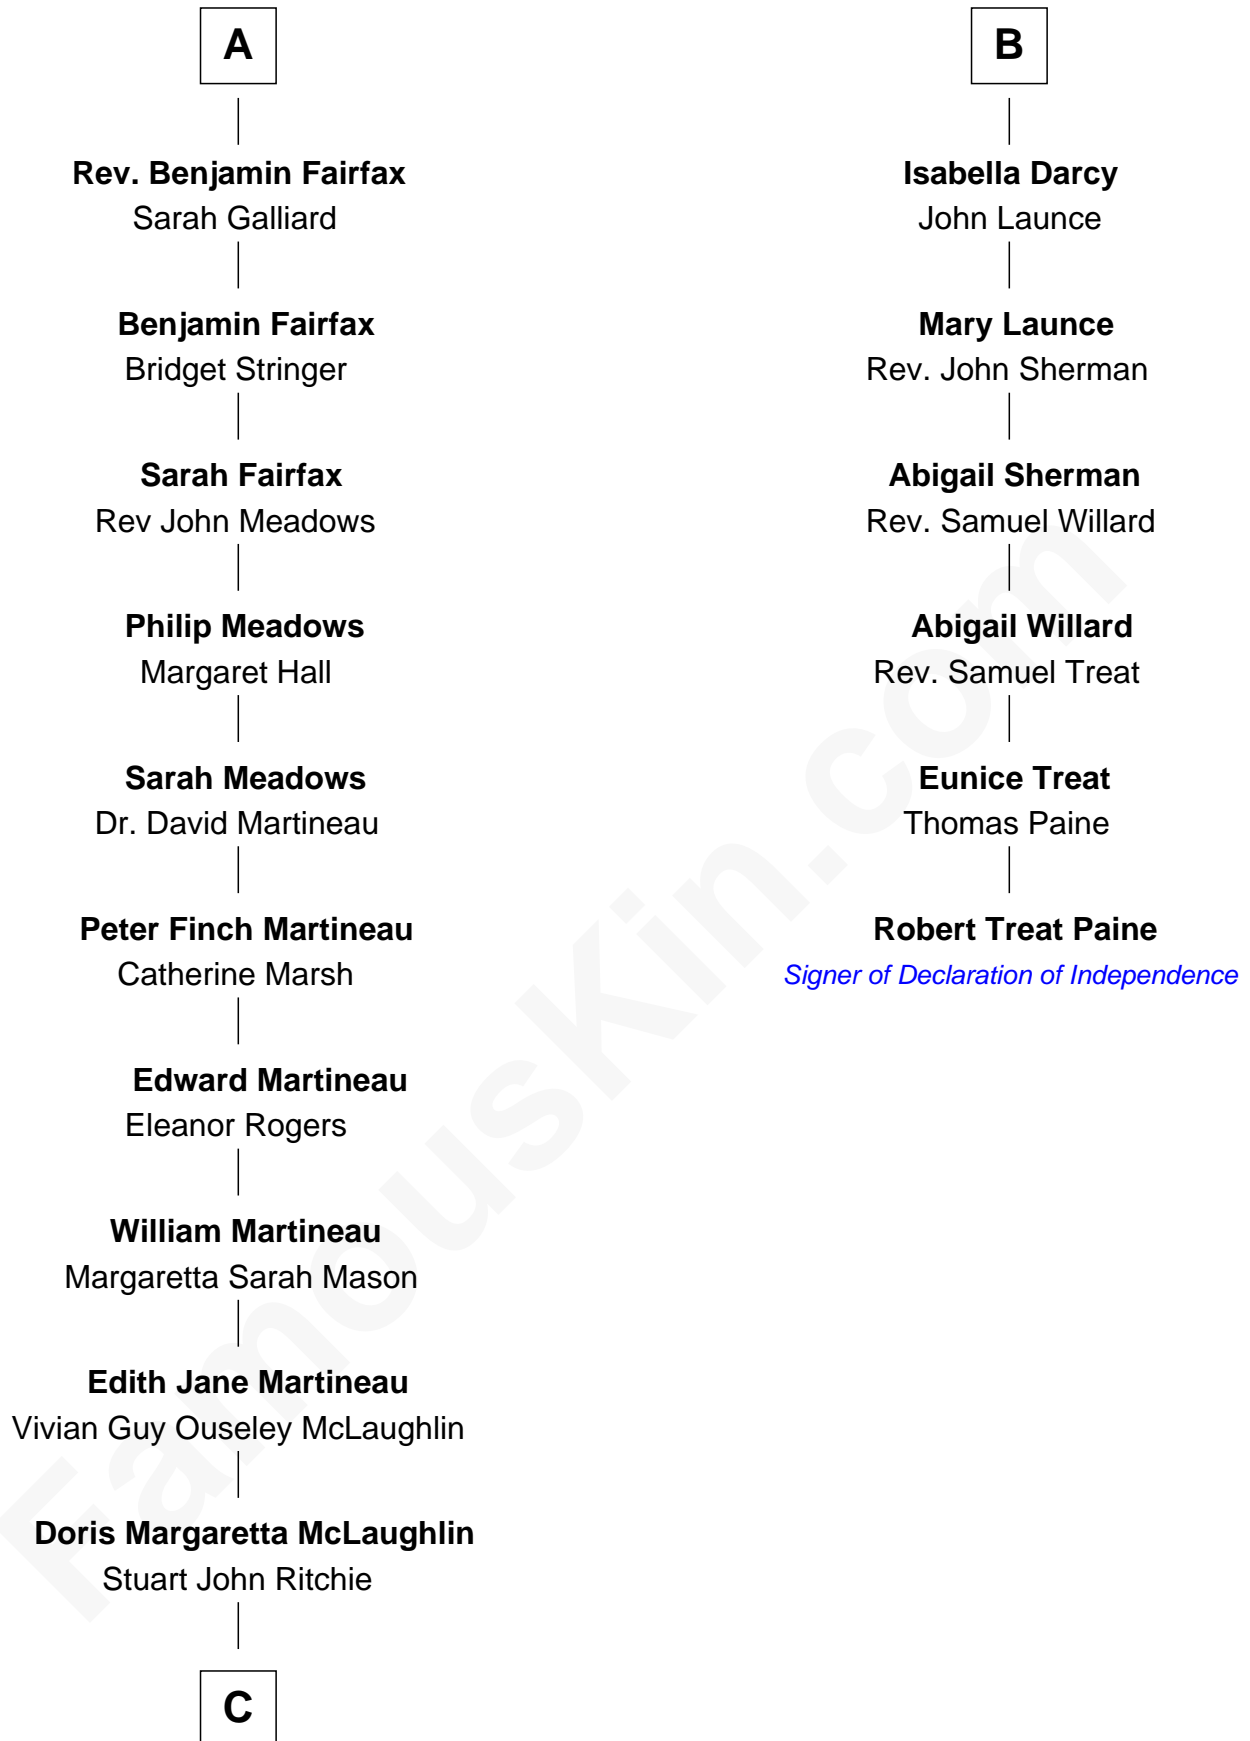 A
Rev. Benjamin Fairfax
Sarah Galliard
Benjamin Fairfax
Bridget Stringer
Sarah Fairfax
Rev John Meadows
Philip Meadows
Margaret Hall
Sarah Meadows
Dr. David Martineau
Peter Finch Martineau
Catherine Marsh
Edward Martineau
Eleanor Rogers
William Martineau
Margaretta Sarah Mason
Edith Jane Martineau
Vivian Guy Ouseley McLaughlin
Doris Margaretta McLaughlin
Stuart John Ritchie
C
B
Isabella Darcy
John Launce
Mary Launce
Rev. John Sherman
Abigail Sherman
Rev. Samuel Willard
Abigail Willard
Rev. Samuel Treat
Eunice Treat
Thomas Paine
Robert Treat Paine
Signer of Declaration of Independence
FamousKin.com